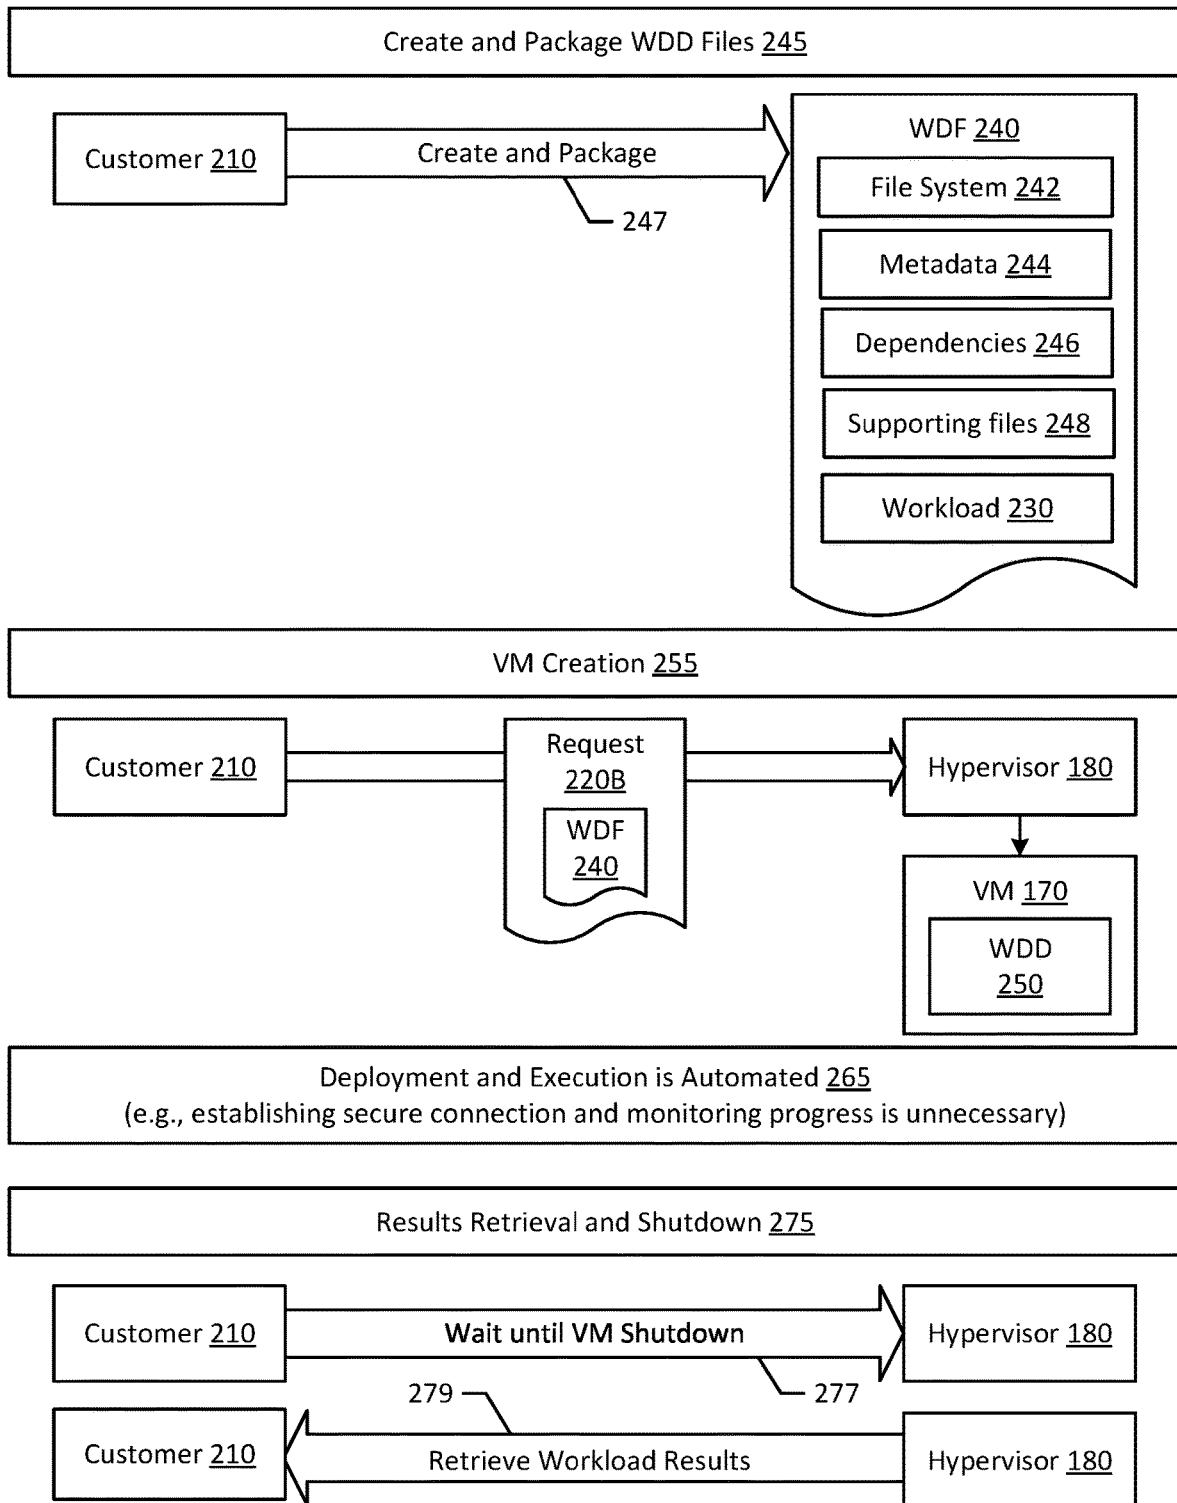 Create and Package WDD Files 245
Customer 210
Create and Package
247
WDF 240
File System 242
Metadata 244
Dependencies 246
Supporting files 248
Workload 230
VM Creation 255
Customer 210
Request
220B
WDF
240
Hypervisor 180
VM 170
WDD
250
Deployment and Execution is Automated 265
(e.g., establishing secure connection and monitoring progress is unnecessary)
Results Retrieval and Shutdown 275
Customer 210
Wait until VM Shutdown
Hypervisor 180
279
277
Customer 210
Retrieve Workload Results
Hypervisor 180